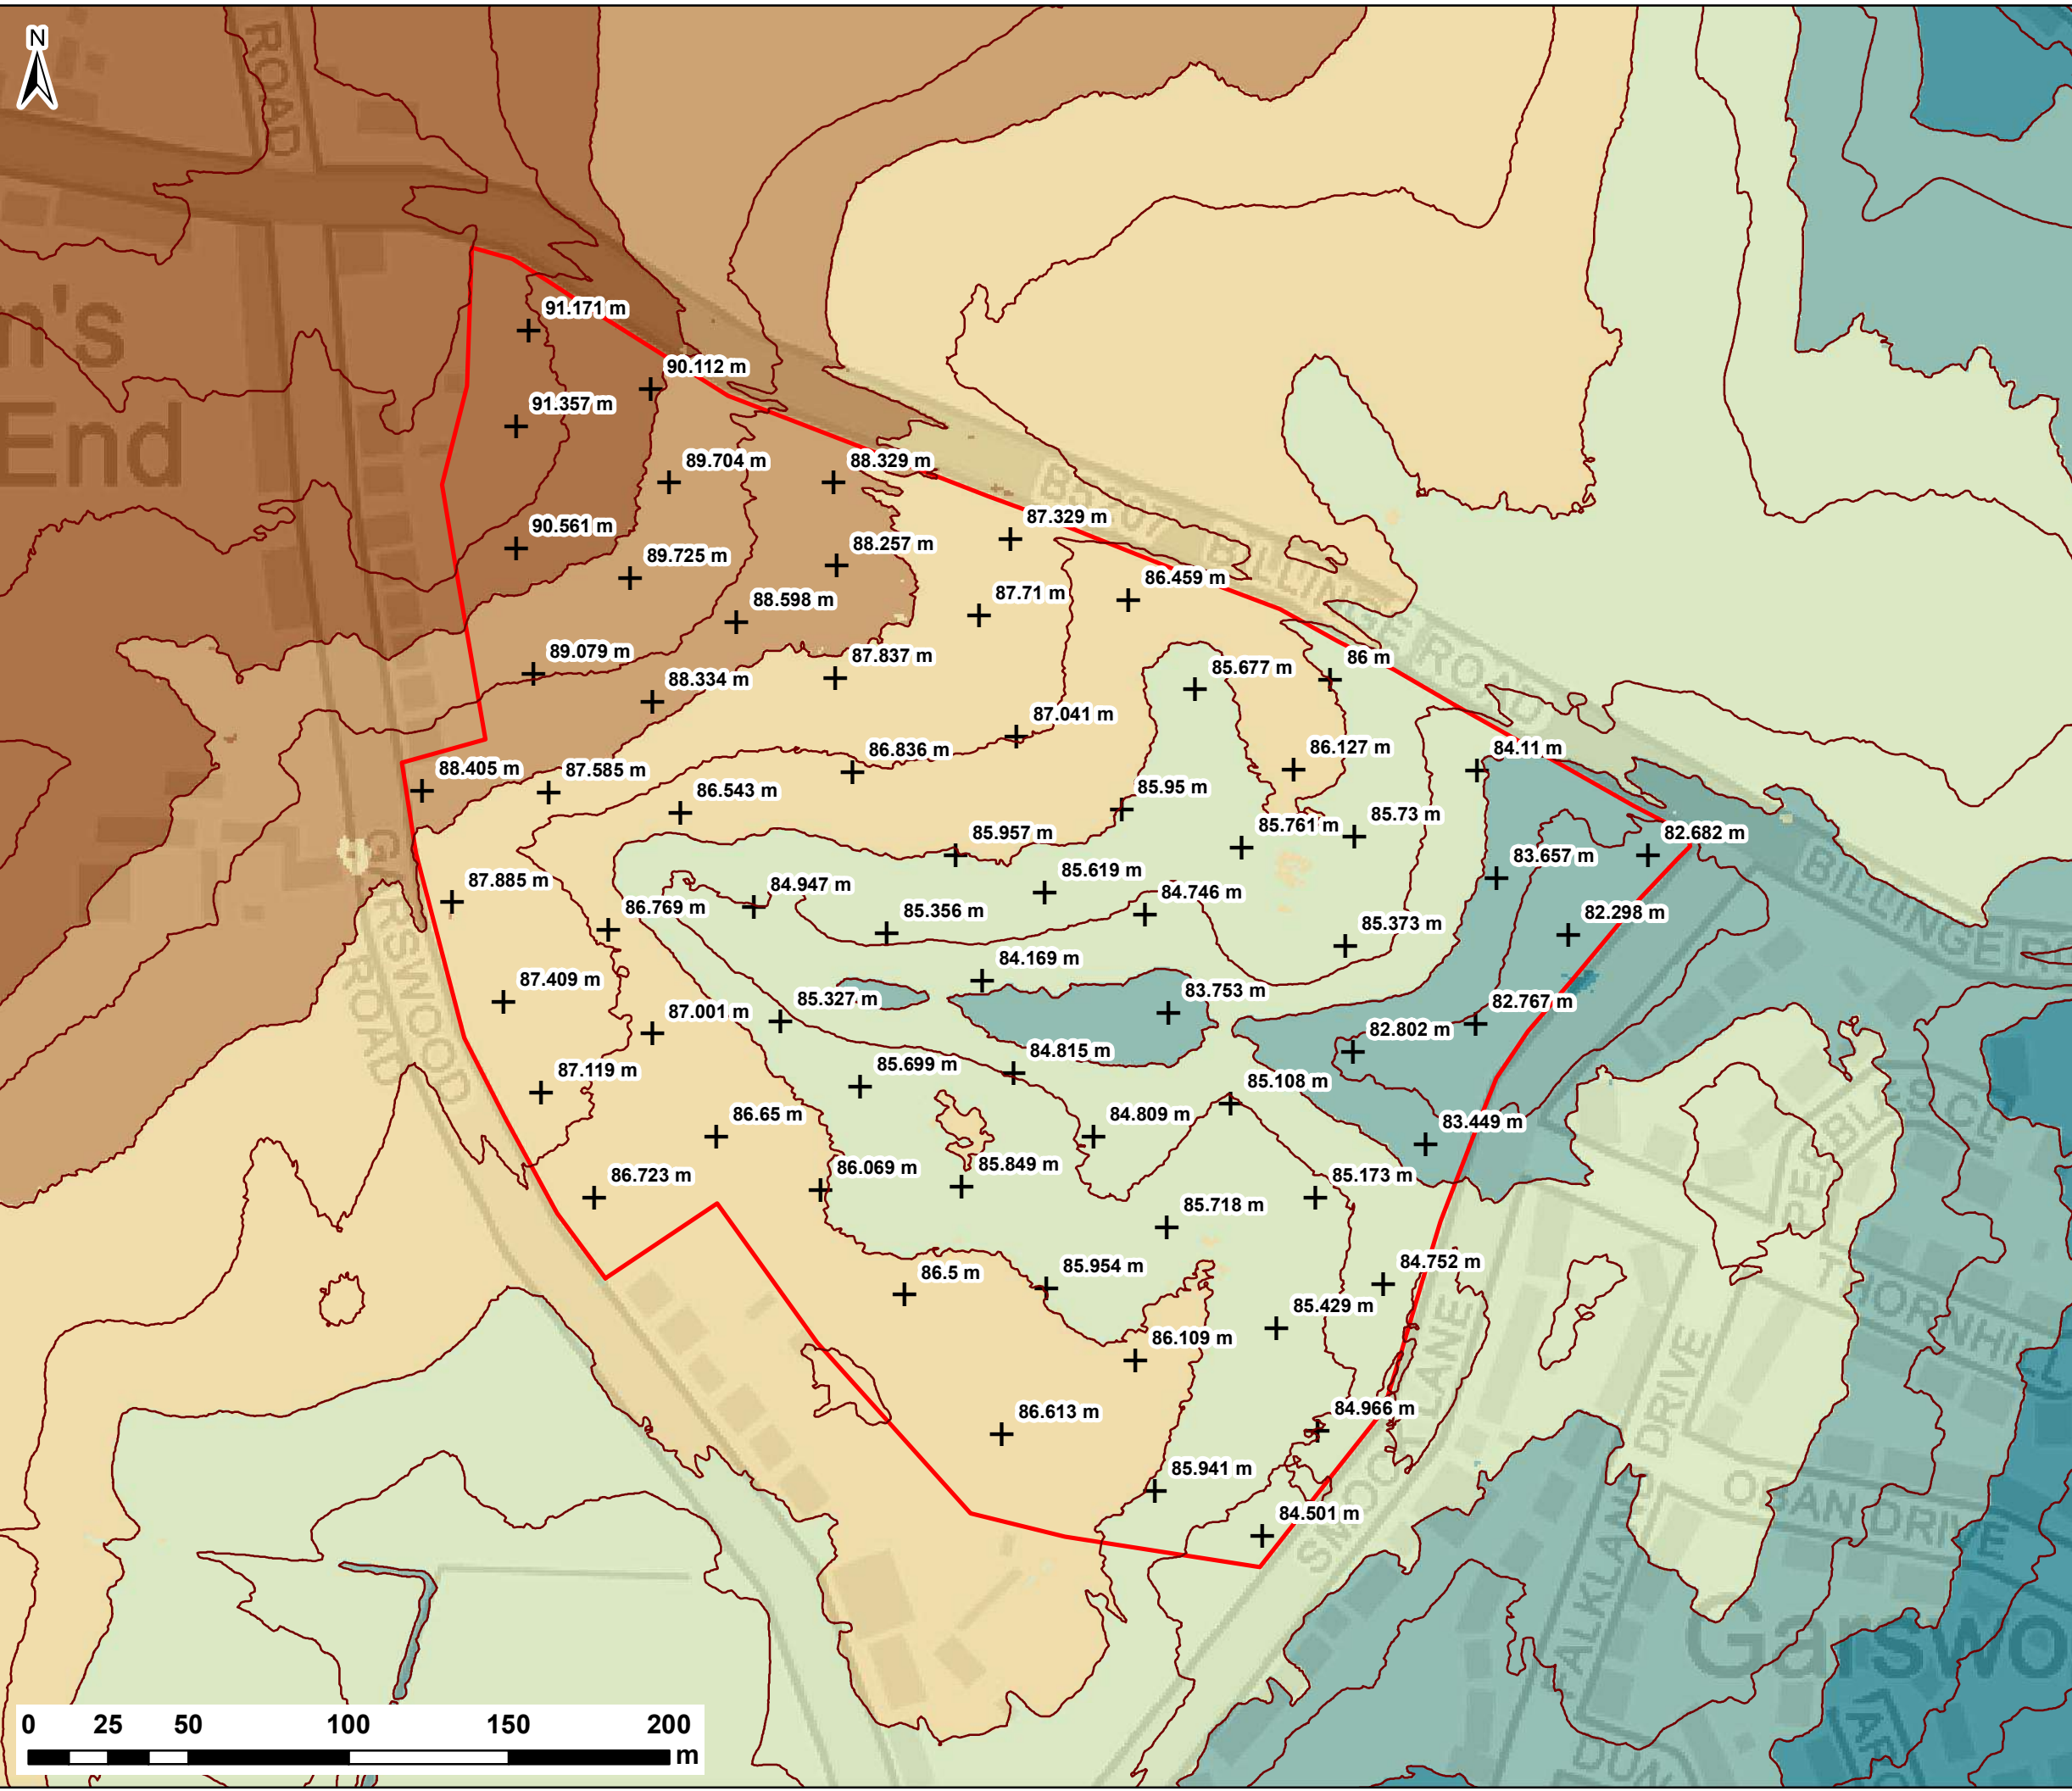 N
ROAD
n's
End
91.171 m
90.112 m
91.357 m
89.704 m
88.329 m
B5207
BILLINGE ROAD
87.329 m
90.561 m
89.725 m
88.257 m
86.459 m
88.598 m
87.71 m
89.079 m
88.334 m
87.837 m
85.677 m
86 m
87.041 m
86.836 m
86.127 m
84.11 m
88.405 m
87.585 m
86.543 m
85.95 m
85.957 m
85.761 m
85.73 m
82.682 m
83.657 m
BILLINGE RO
GARSWOOD
ROAD
87.885 m
84.947 m
85.619 m
84.746 m
86.769 m
85.356 m
85.373 m
82.298 m
87.409 m
84.169 m
85.327 m
83.753 m
82.767 m
87.001 m
82.802 m
84.815 m
87.119 m
85.699 m
85.108 m
PEEBLES CL
86.65 m
84.809 m
83.449 m
86.723 m
86.069 m
85.849 m
85.173 m
85.718 m
86.5 m
85.954 m
84.752 m
THORNHILL
85.429 m
86.109 m
SMOCK LANE
FALKLAND DRIVE
86.613 m
84.966 m
85.941 m
OBAN DRIVE
84.501 m
Garswo
DUN
0 25 50 100 150 200
m